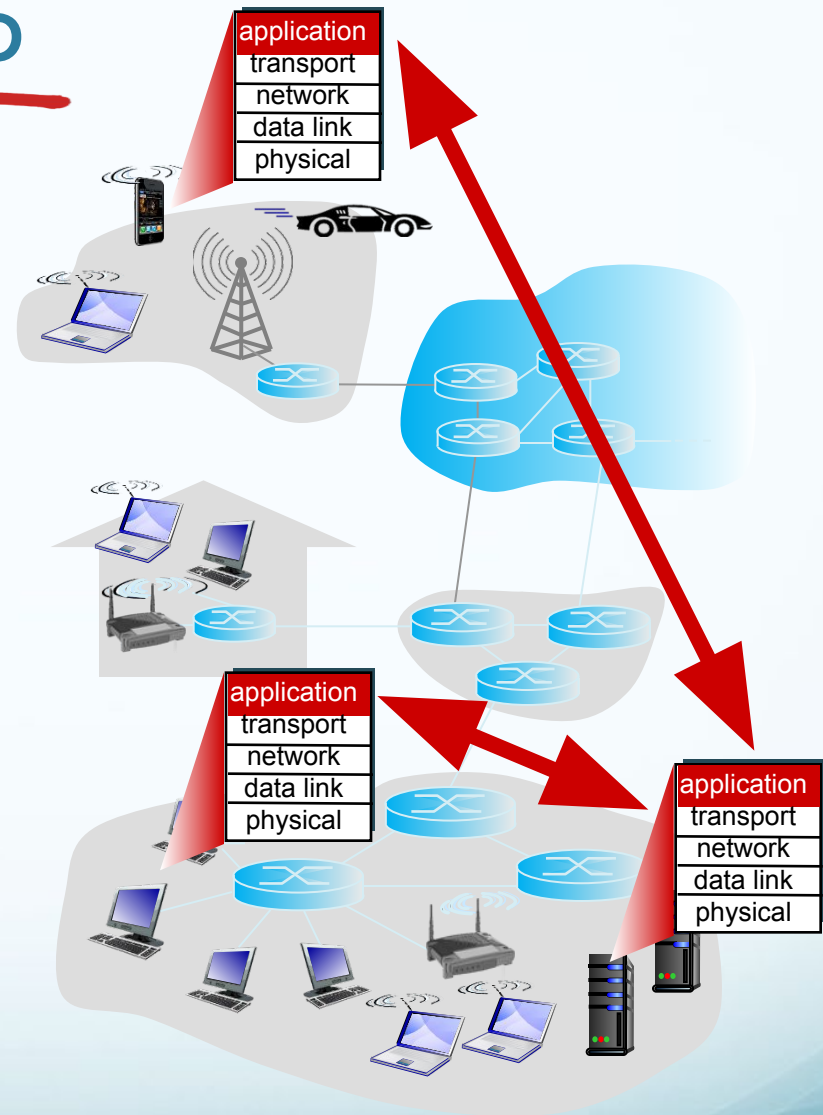 application
transport
network
data link
physical
application
transport
network
data link
physical
application
transport
network
data link
physical